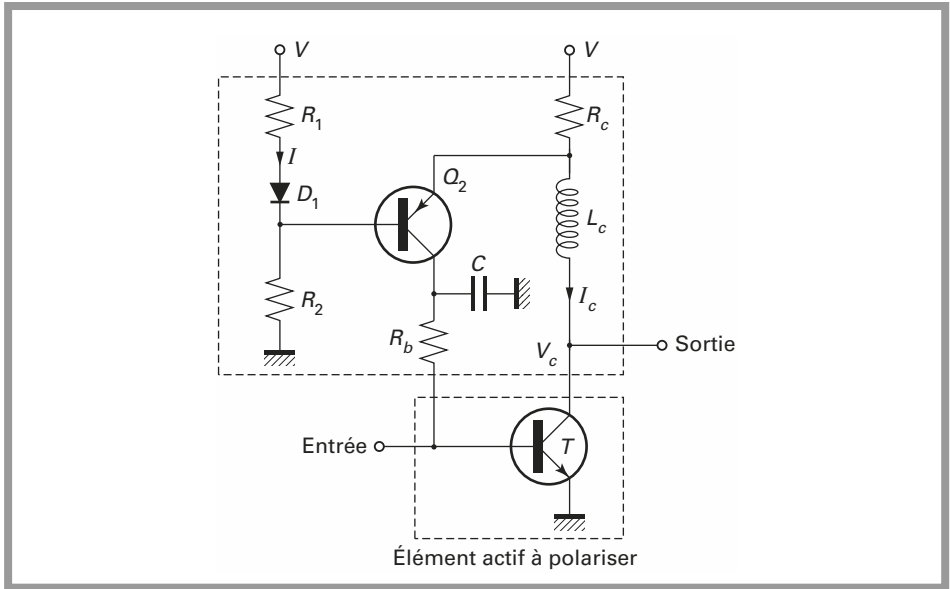 V V
R1 Rc
I
Q2
D1
Lc
C
R2
Ic
Rb
Vc
Sortie
Entrée
T
Élément actif à polariser